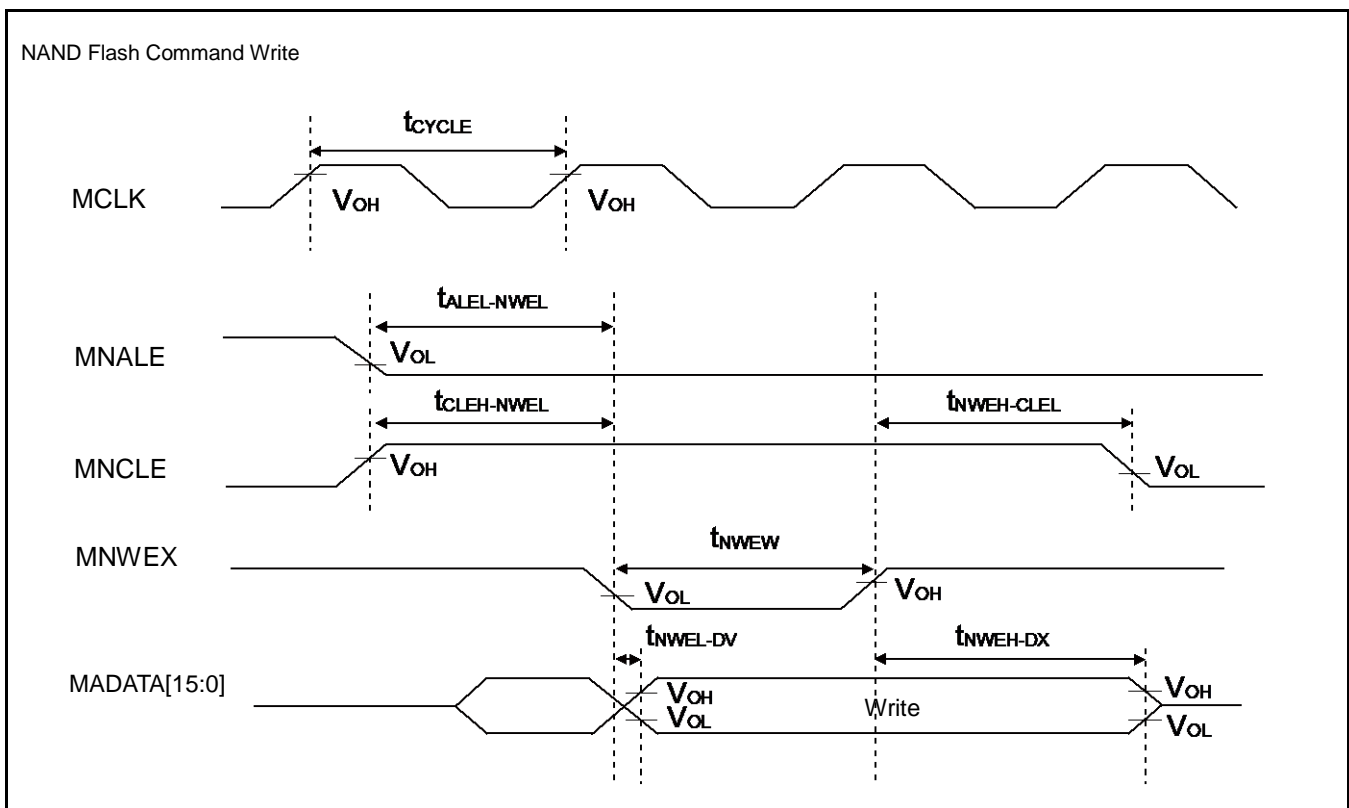 NAND Flash Command Write
tCYCLE
MCLK
VOH
VOH
tALEL-NWEL
MNALE
VOL
tCLEH-NWEL
tNWEH-CLEL
MNCLE
VOH
VOL
MNWEX
tNWEW
VOL
VOH
tNWEL-DV
tNWEH-DX
MADATA[15:0]
VOH
VOL
Write
VOH
VOL